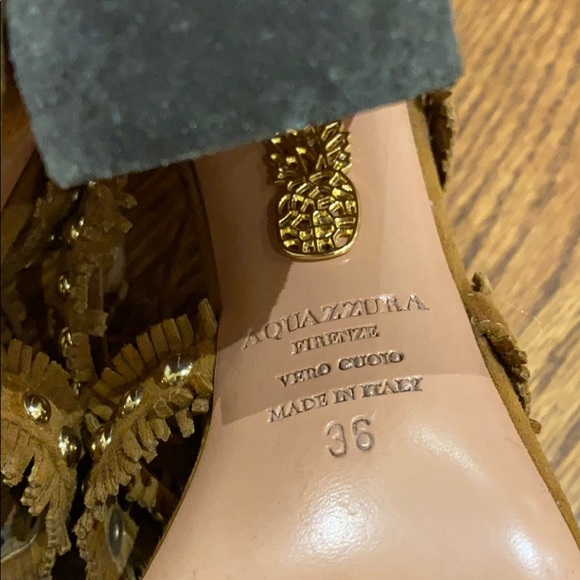 AQUAZZURA
FIRENZE
VERO CUOIO
MADE IN ITALY
36